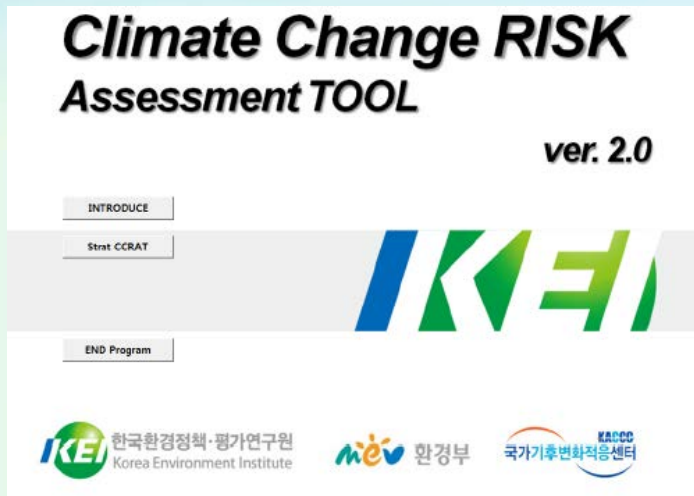 Climate Change RISK
Assessment TOOL
ver. 2.0
INTRODUCE
Strat CCRAT
KEI
END Program
KEI
한국환경정책·평가연구원
Korea Environment Institute
mev 환경부
KACCC
국가기후변화적응센터